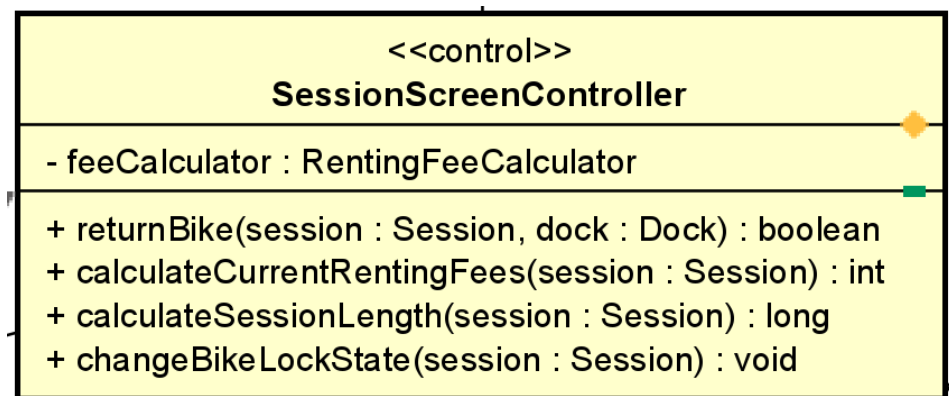 <<control>>
SessionScreenController
- feeCalculator : RentingFeeCalculator
+ returnBike(session : Session, dock : Dock) : boolean
+ calculateCurrentRentingFees(session : Session) : int
+ calculateSessionLength(session : Session) : long
+ changeBikeLockState(session : Session) : void